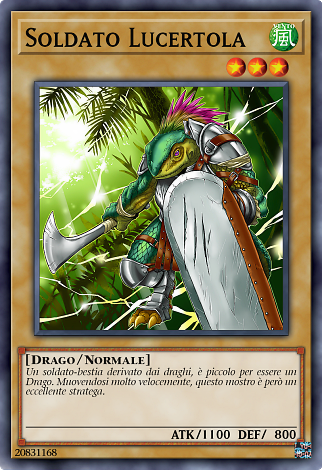 SOLDATO LUCERTOLA
VENTO
風
[DRAGO/NORMALE]
Un soldato-bestia derivato dai draghi, è piccolo per essere un
Drago. Muovendosi molto velocemente, questo mostro è però un
eccellente stratega.
ATK/1100 DEF/ 800
20831168